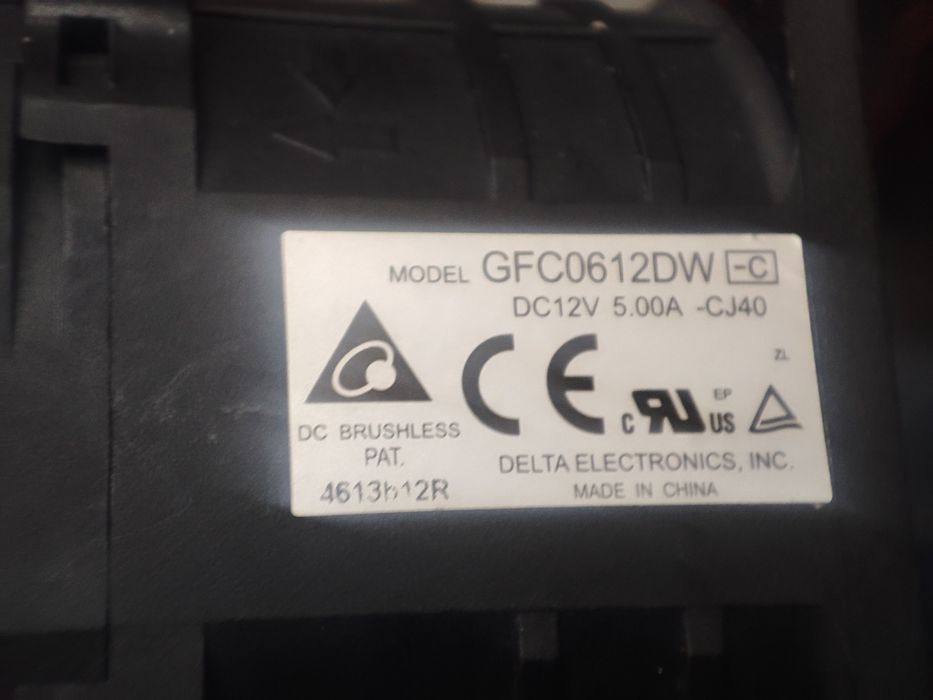 MODEL GFC0612DW -C
DC12V 5.00A -CJ40
ZL
CE
c RU US
EP
DC BRUSHLESS
PAT.
DELTA ELECTRONICS, INC.
MADE IN CHINA